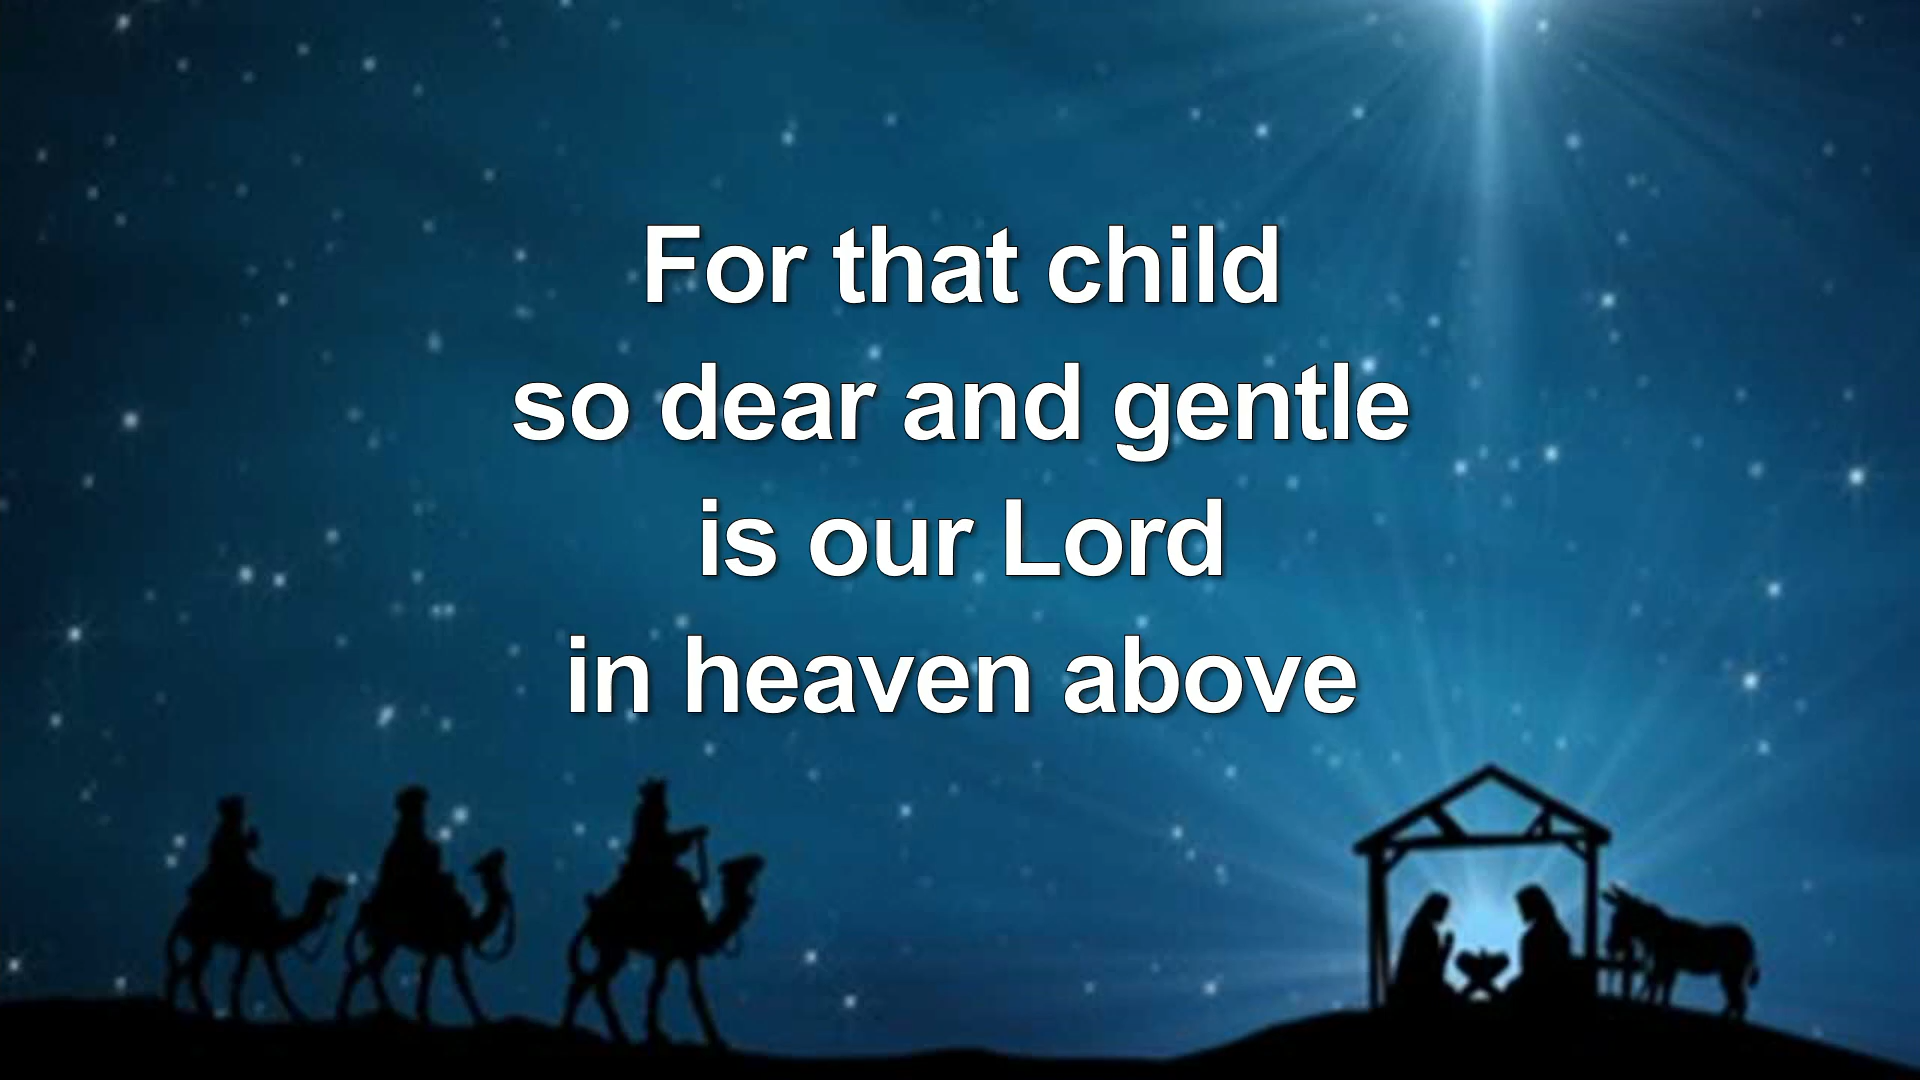 For that child
so dear and gentle
is our Lord
in heaven above